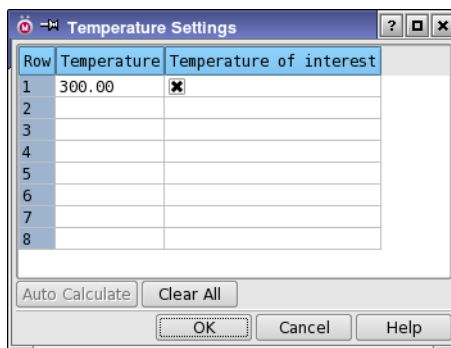 Temperature Settings ?
Row Temperature Temperature of interest
1 300.00
2
3
4
5
6
7
8
Auto Calculate Clear All
OK Cancel Help